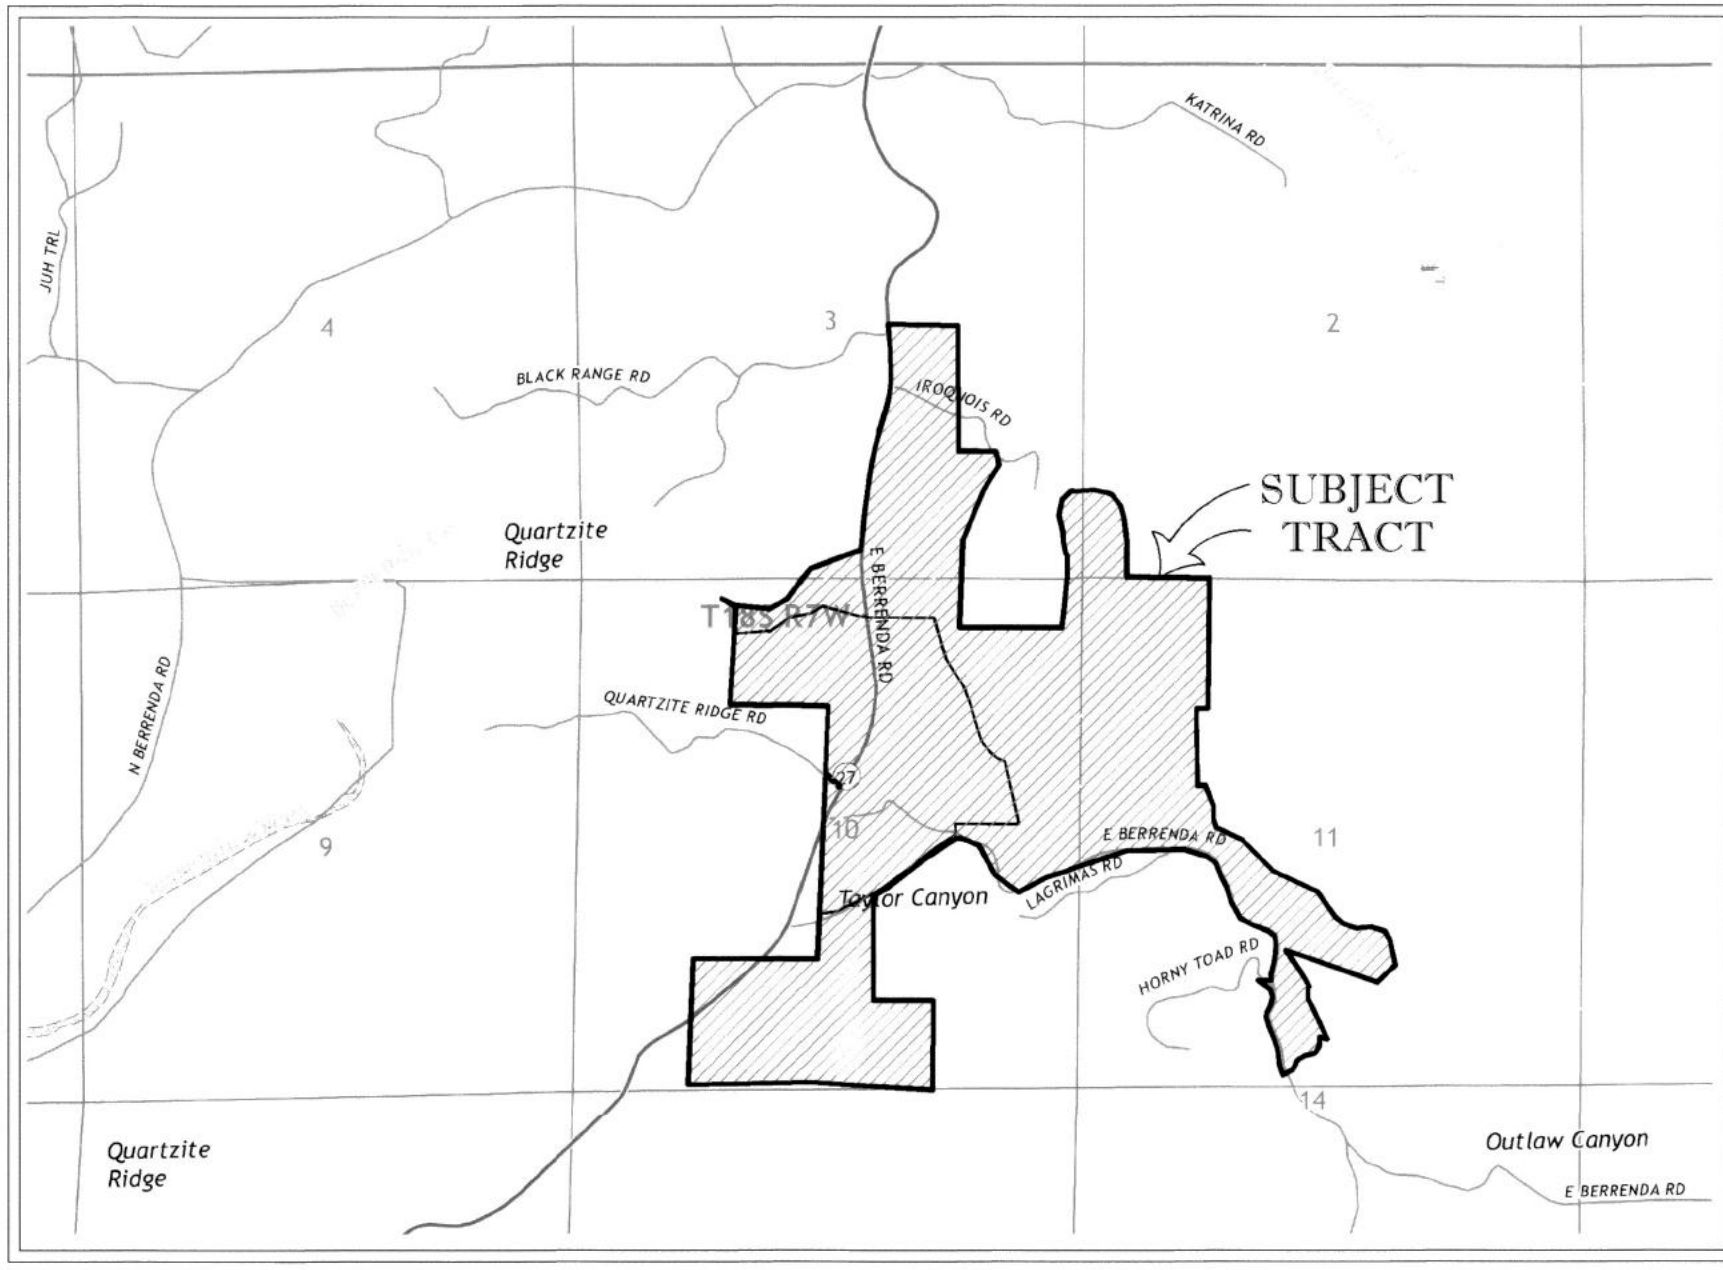 KATRINA RD
JUH TRL
4
3
2
BLACK RANGE RD
IROQUOIS RD
SUBJECT
TRACT
Quartzite
Ridge
E BERRENDA RD
T18S R7W
N BERRENDA RD
QUARTZITE RIDGE RD
27
10
9
E BERRENDA RD
11
LAGRIMAS RD
Taylor Canyon
HORNY TOAD RD
14
Quartzite
Ridge
Outlaw Canyon
E BERRENDA RD